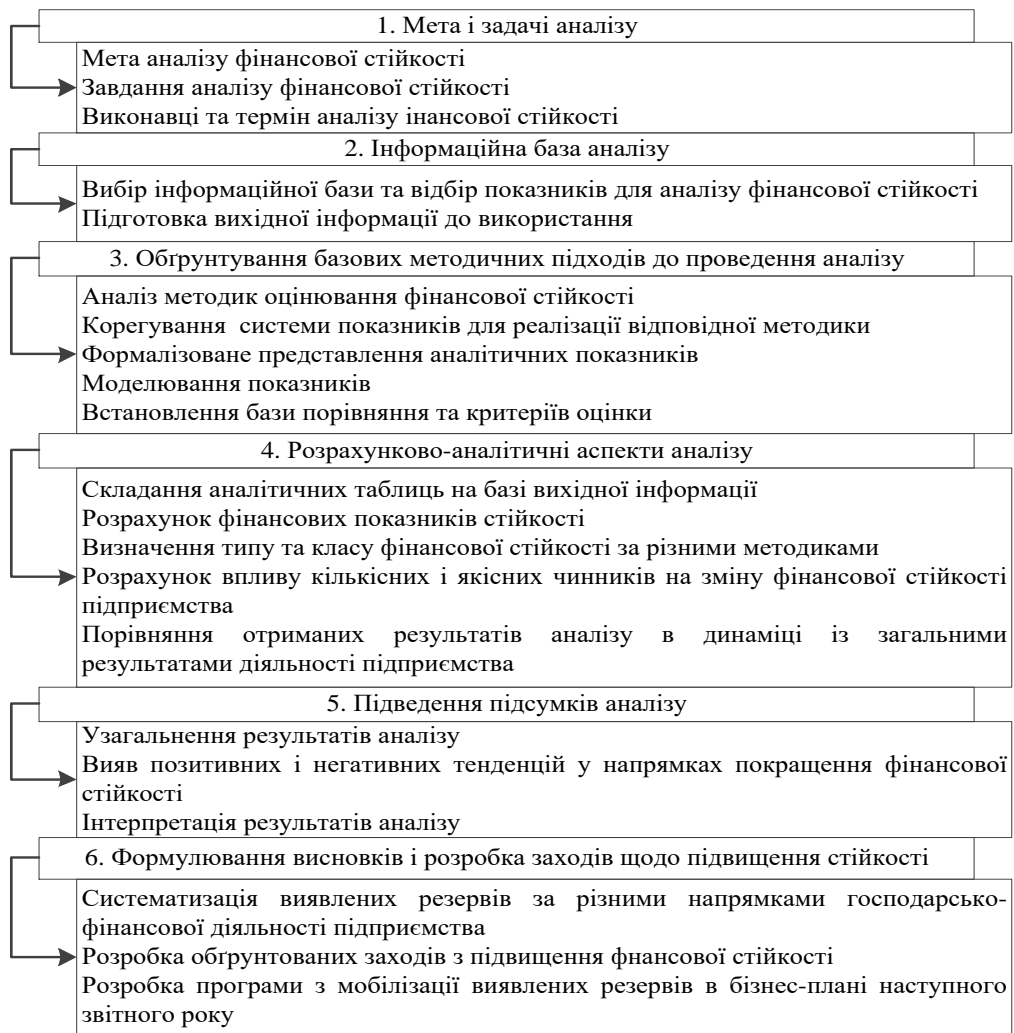 1. Мета і задачі аналізу
Мета аналізу фінансової стійкості
Завдання аналізу фінансової стійкості
Виконавці та термін аналізу інансової стійкості
2. Інформаційна база аналізу
Вибір інформаційної бази та відбір показників для аналізу фінансової стійкості
Підготовка вихідної інформації до використання
3. Обґрунтування базових методичних підходів до проведення аналізу
Аналіз методик оцінювання фінансової стійкості
Корегування системи показників для реалізації відповідної методики
Формалізоване представлення аналітичних показників
Моделювання показників
Встановлення бази порівняння та критеріїв оцінки
4. Розрахунково-аналітичні аспекти аналізу
Складання аналітичних таблиць на базі вихідної інформації
Розрахунок фінансових показників стійкості
Визначення типу та класу фінансової стійкості за різними методиками
Розрахунок впливу кількісних і якісних чинників на зміну фінансової стійкості
підприємства
Порівняння отриманих результатів аналізу в динаміці із загальними
результатами діяльності підприємства
5. Підведення підсумків аналізу
Узагальнення результатів аналізу
Вияв позитивних і негативних тенденцій у напрямках покращення фінансової
стійкості
Інтерпретація результатів аналізу
6. Формулювання висновків і розробка заходів щодо підвищення стійкості
Систематизація виявлених резервів за різними напрямками господарсько-
фінансової діяльності підприємства
Розробка обґрунтованих заходів з підвищення фнансової стійкості
Розробка програми з мобілізації виявлених резервів в бізнес-плані наступного
звітного року